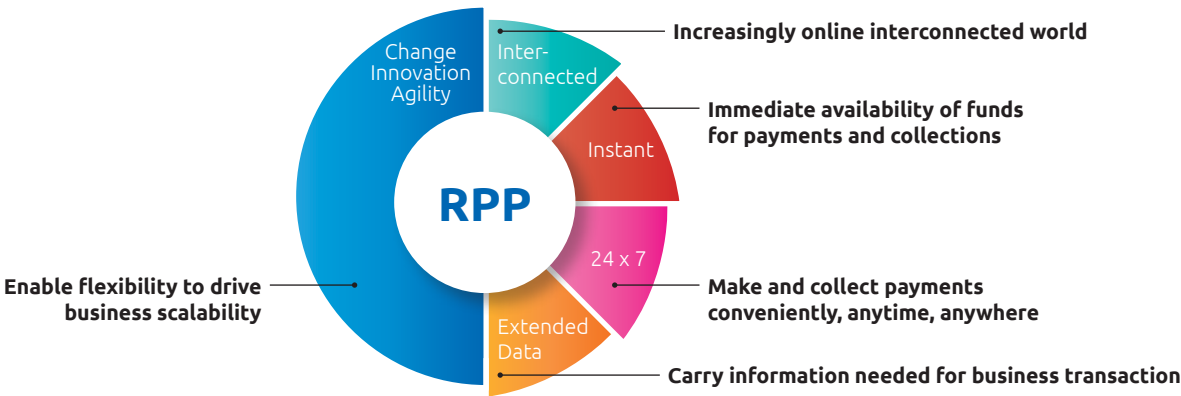 Change
Innovation
Agility
Inter-
connected
Increasingly online interconnected world
Instant
Immediate availability of funds
for payments and collections
RPP
24 x 7
Make and collect payments
conveniently, anytime, anywhere
Enable flexibility to drive
business scalability
Extended
Data
Carry information needed for business transaction